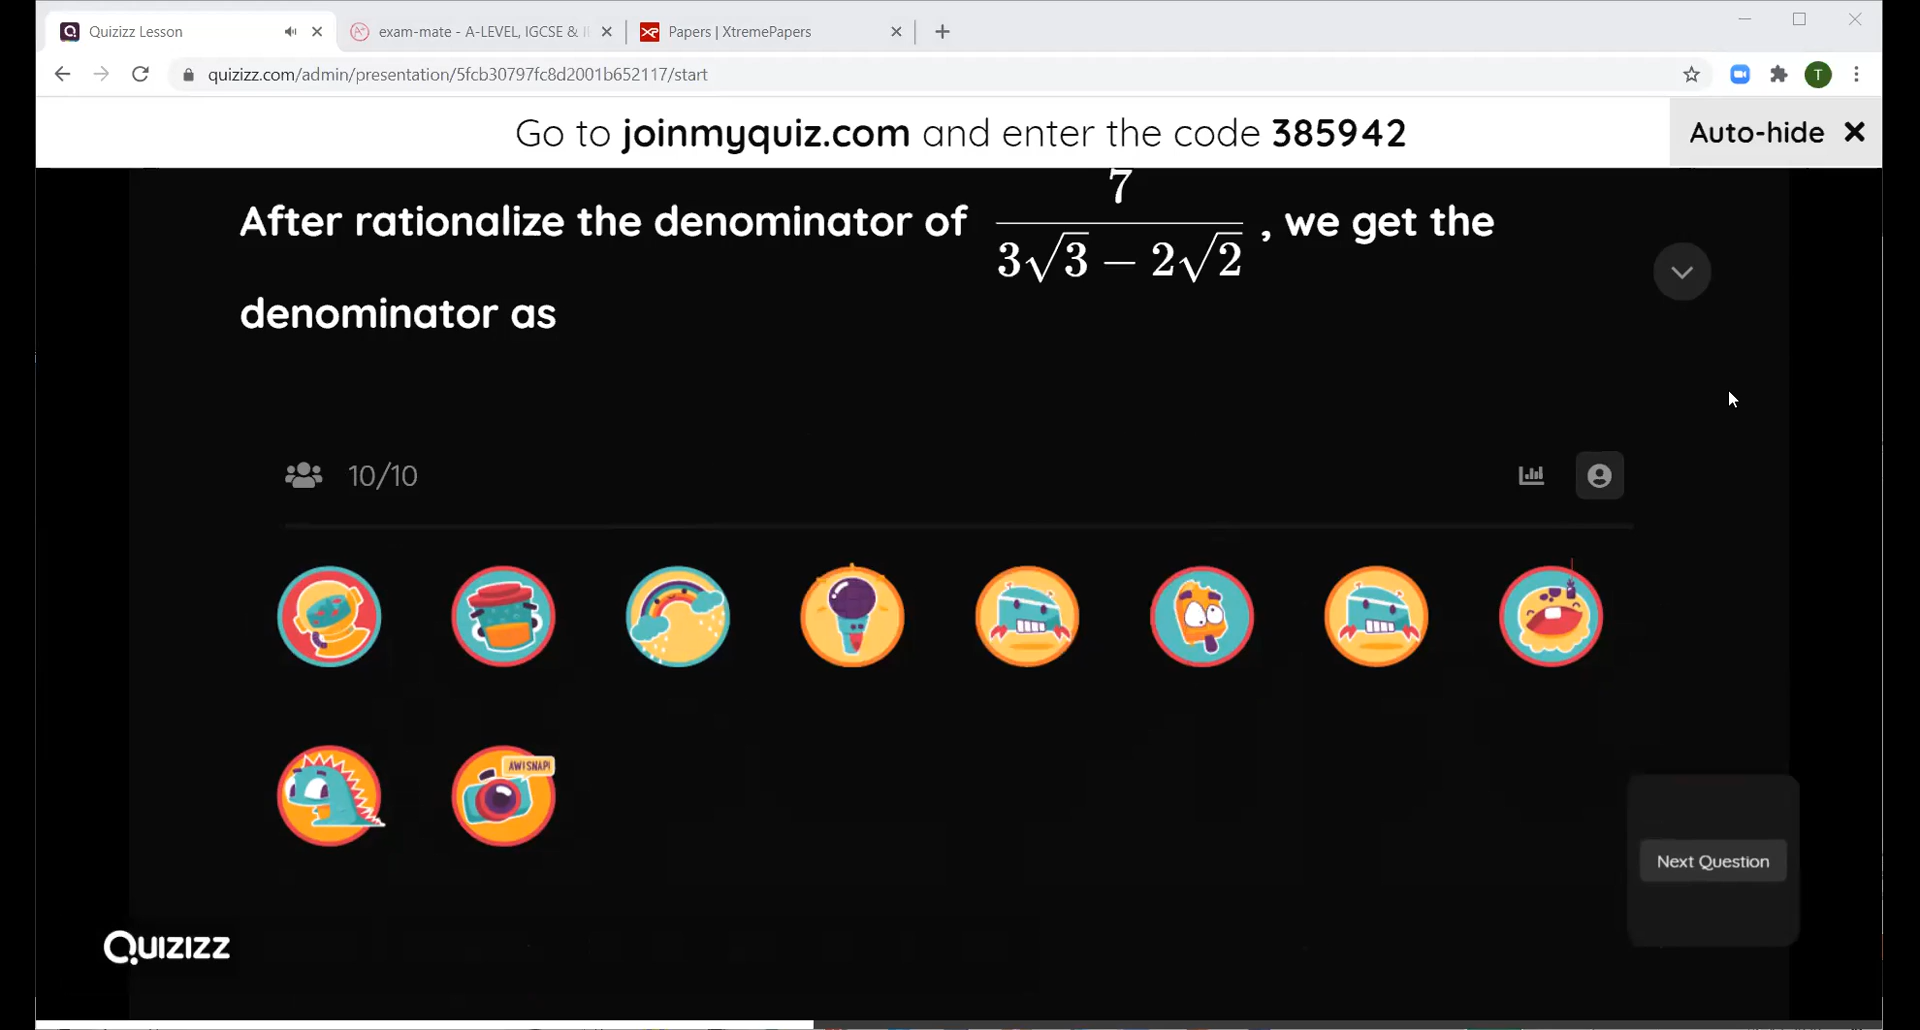 Quizizz Lesson
exam-mate - A-LEVEL, IGCSE &
Papers | XtremePapers
quizizz.com/admin/presentation/5fcb30797fc8d2001b652117/start
T
Go to joinmyquiz.com and enter the code 385942
Auto-hide
After rationalize the denominator of 7 / (3√3 − 2√2) , we get the
denominator as
10/10
AW! SNAP!
Next Question
Quizizz